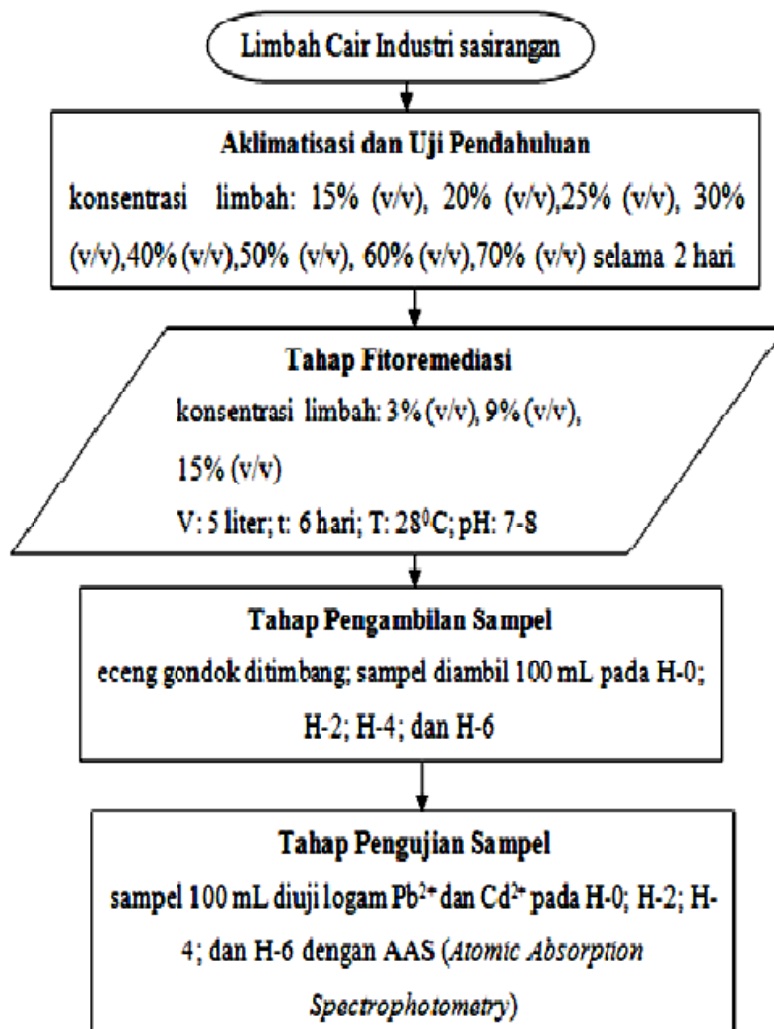 Limbah Cair Industri sasirangan
Aklimatisasi dan Uji Pendahuluan
konsentrasi limbah: 15% (v/v), 20% (v/v),25% (v/v), 30%
(v/v),40% (v/v),50% (v/v), 60% (v/v),70% (v/v) selama 2 hari
Tahap Fitoremediasi
konsentrasi limbah: 3% (v/v), 9% (v/v),
15% (v/v)
V: 5 liter; t: 6 hari; T: 28⁰C; pH: 7-8
Tahap Pengambilan Sampel
eceng gondok ditimbang; sampel diambil 100 mL pada H-0;
H-2; H-4; dan H-6
Tahap Pengujian Sampel
sampel 100 mL diuji logam Pb²⁺ dan Cd²⁺ pada H-0; H-2; H-
4; dan H-6 dengan AAS (Atomic Absorption
Spectrophotometry)